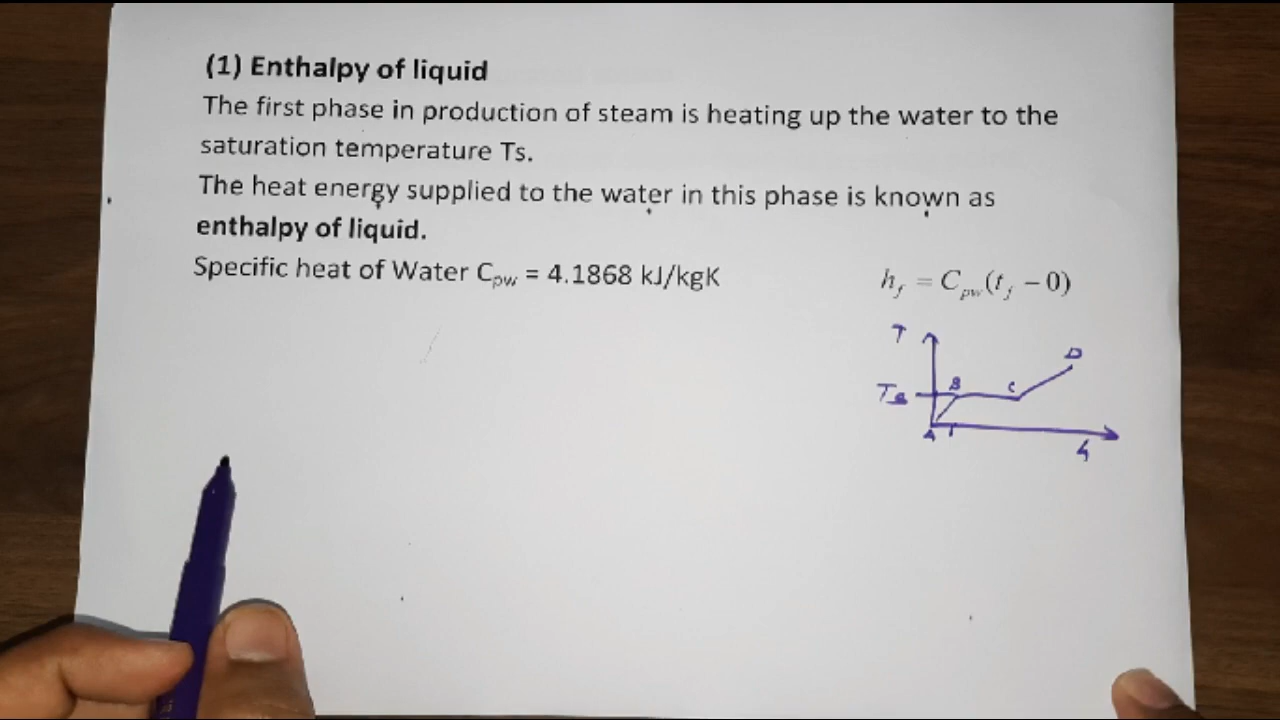 (1) Enthalpy of liquid
The first phase in production of steam is heating up the water to the
saturation temperature Ts.
The heat energy supplied to the water in this phase is known as
enthalpy of liquid.
Specific heat of Water Cpw = 4.1868 kJ/kgK
hf = Cpw(tf − 0)
T
D
Ts B C
A
h